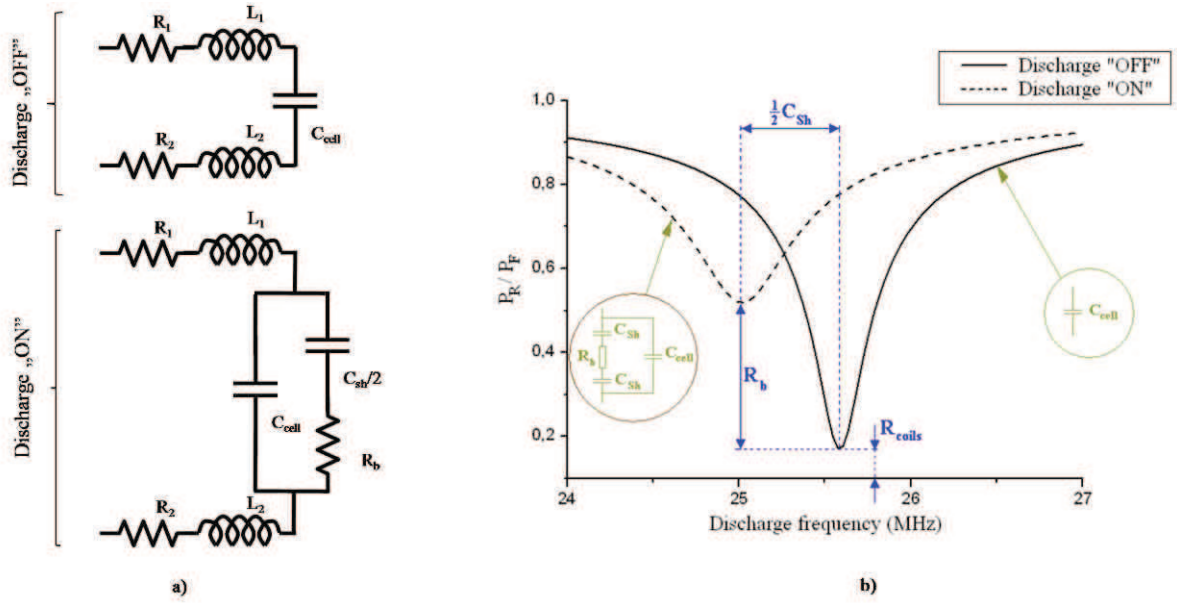 Discharge „OFF”
R1
L1
Ccell
R2
L2
Discharge „ON”
R1
L1
Csh/2
Ccell
Rb
R2
L2
a)
Discharge "OFF"
Discharge "ON"
½CSh
PR/ PF
1.0
0.8
0.6
0.4
0.2
CSh
Rb
Ccell
CSh
Ccell
Rb
Rcoils
24
25
26
27
Discharge frequency (MHz)
b)